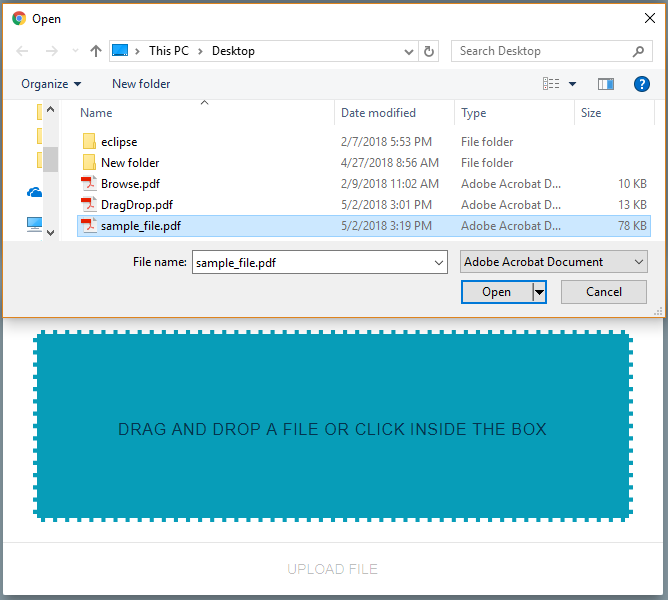 Open
This PC > Desktop
Search Desktop
Organize New folder
Name Date modified Type Size
eclipse 2/7/2018 5:53 PM File folder
New folder 4/27/2018 8:56 AM File folder
Browse.pdf 2/9/2018 11:02 AM Adobe Acrobat D... 10 KB
DragDrop.pdf 5/2/2018 3:01 PM Adobe Acrobat D... 13 KB
sample_file.pdf 5/2/2018 3:19 PM Adobe Acrobat D... 78 KB
File name: sample_file.pdf Adobe Acrobat Document
Open Cancel
DRAG AND DROP A FILE OR CLICK INSIDE THE BOX
UPLOAD FILE